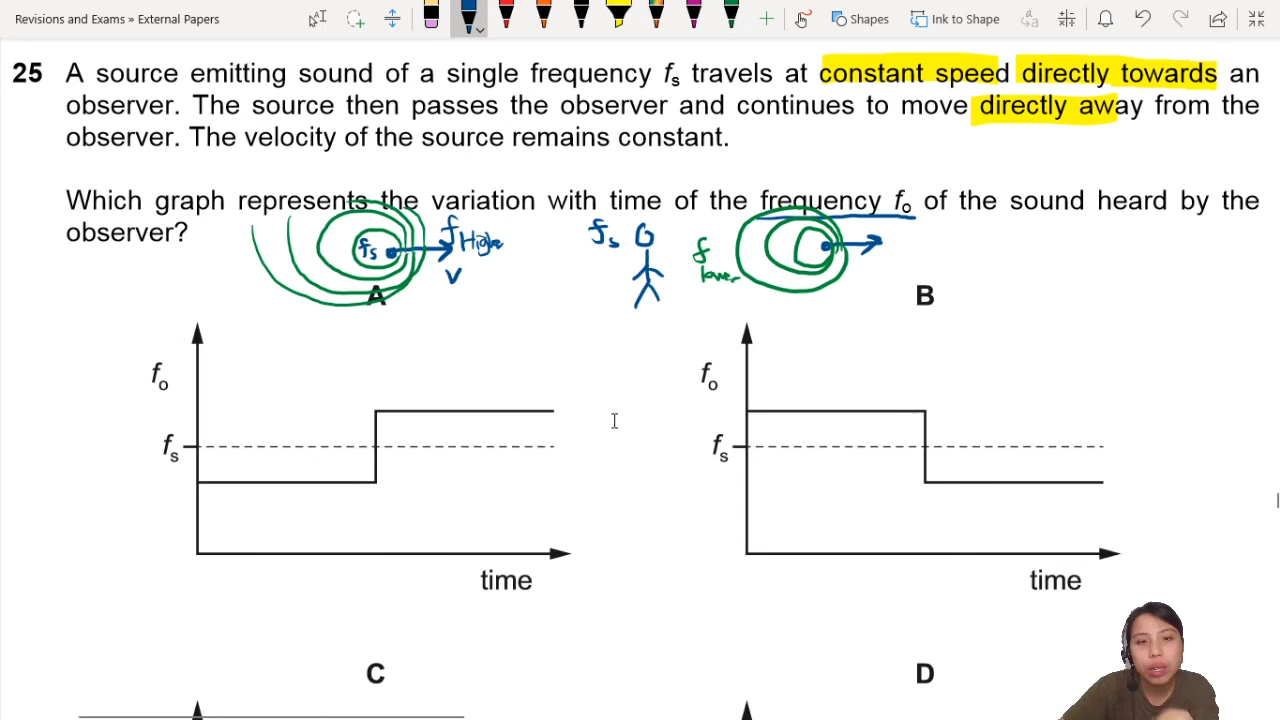 Revisions and Exams » External Papers
Shapes
Ink to Shape
25 A source emitting sound of a single frequency fs travels at constant speed directly towards an
observer. The source then passes the observer and continues to move directly away from the
observer. The velocity of the source remains constant.
Which graph represents the variation with time of the frequency fo of the sound heard by the
observer?
fs
f Higher
v
fs
f lower
A
B
fo
fs
time
fo
fs
time
C
D